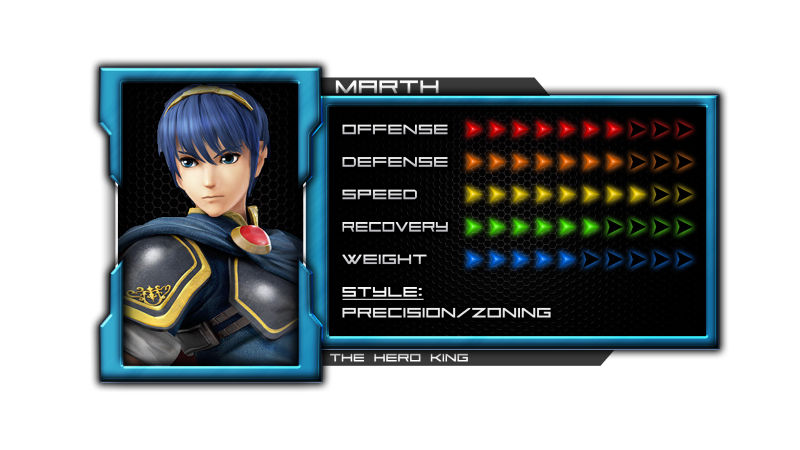 MARTH
OFFENSE
DEFENSE
SPEED
RECOVERY
WEIGHT
STYLE:
PRECISION/ZONING
THE HERO KING